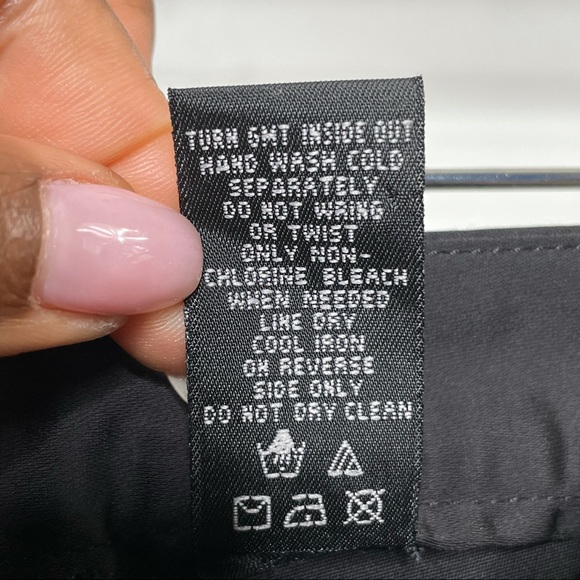 TURN GMT INSIDE OUT
HAND WASH COLD
SEPARATELY
DO NOT WRING
OR TWIST
ONLY NON-
CHLORINE BLEACH
WHEN NEEDED
LINE DRY
COOL IRON
ON REVERSE
SIDE ONLY
DO NOT DRY CLEAN